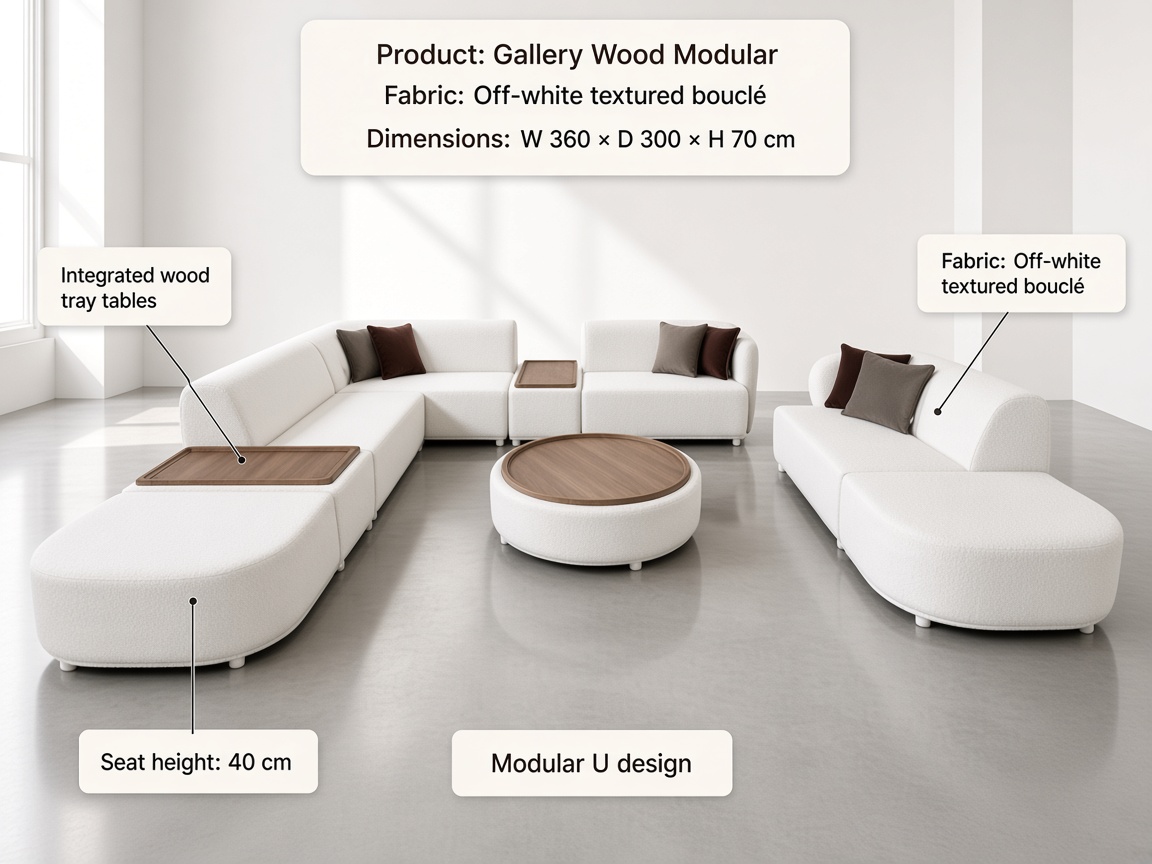 Product: Gallery Wood Modular
Fabric: Off-white textured bouclé
Dimensions: W 360 × D 300 × H 70 cm
Integrated wood
tray tables
Fabric: Off-white
textured bouclé
Seat height: 40 cm
Modular U design